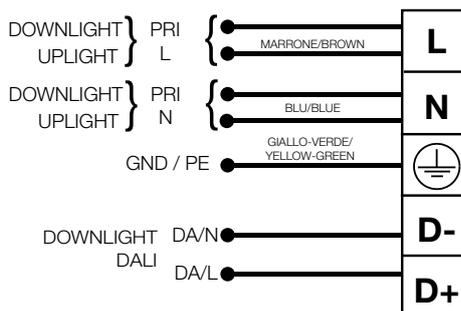 DOWNLIGHT } PRI {
UPLIGHT L
MARRONE/BROWN
L
DOWNLIGHT } PRI {
UPLIGHT N
BLU/BLUE
N
GIALLO-VERDE/
YELLOW-GREEN
GND / PE
DOWNLIGHT DA/N
D-
DALI
DA/L
D+